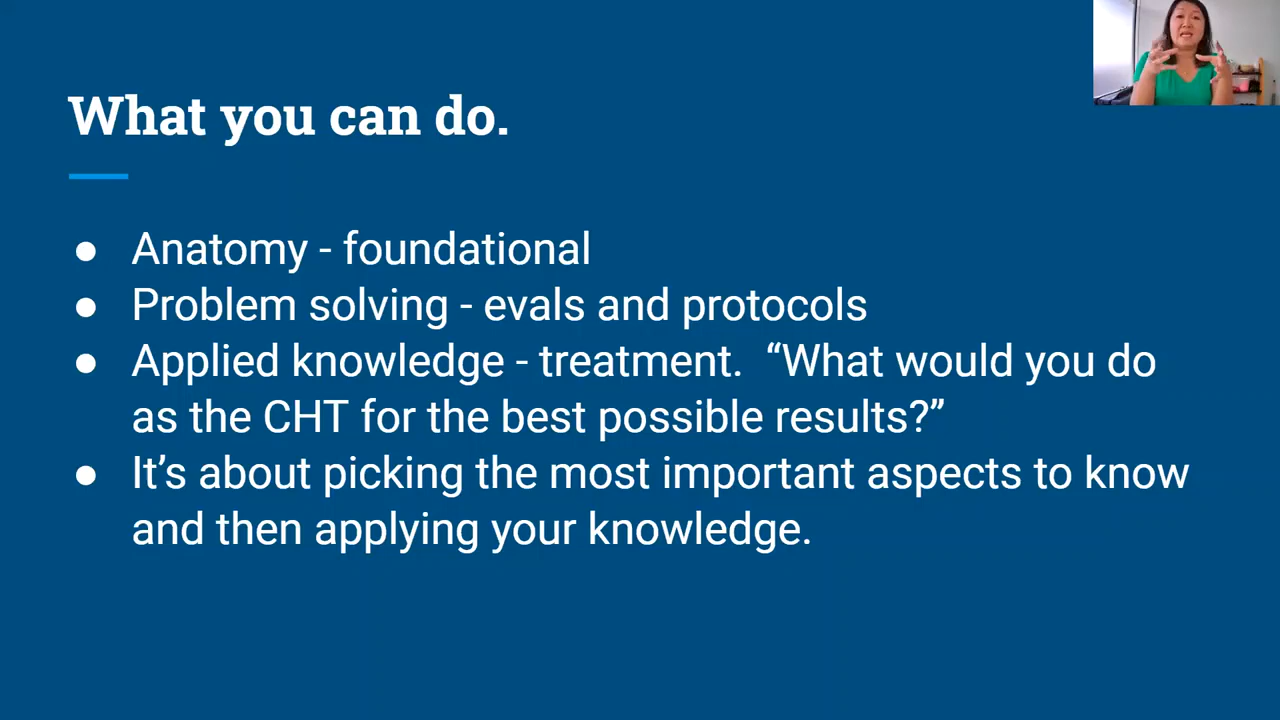 What you can do.
● Anatomy - foundational
● Problem solving - evals and protocols
● Applied knowledge - treatment.  “What would you do
as the CHT for the best possible results?”
● It’s about picking the most important aspects to know
and then applying your knowledge.